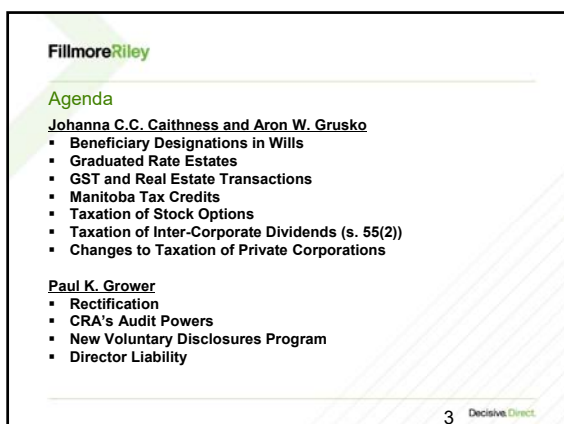 FillmoreRiley
Agenda
Johanna C.C. Caithness and Aron W. Grusko
▪ Beneficiary Designations in Wills
▪ Graduated Rate Estates
▪ GST and Real Estate Transactions
▪ Manitoba Tax Credits
▪ Taxation of Stock Options
▪ Taxation of Inter-Corporate Dividends (s. 55(2))
▪ Changes to Taxation of Private Corporations
Paul K. Grower
▪ Rectification
▪ CRA's Audit Powers
▪ New Voluntary Disclosures Program
▪ Director Liability
3 Decisive.Direct.